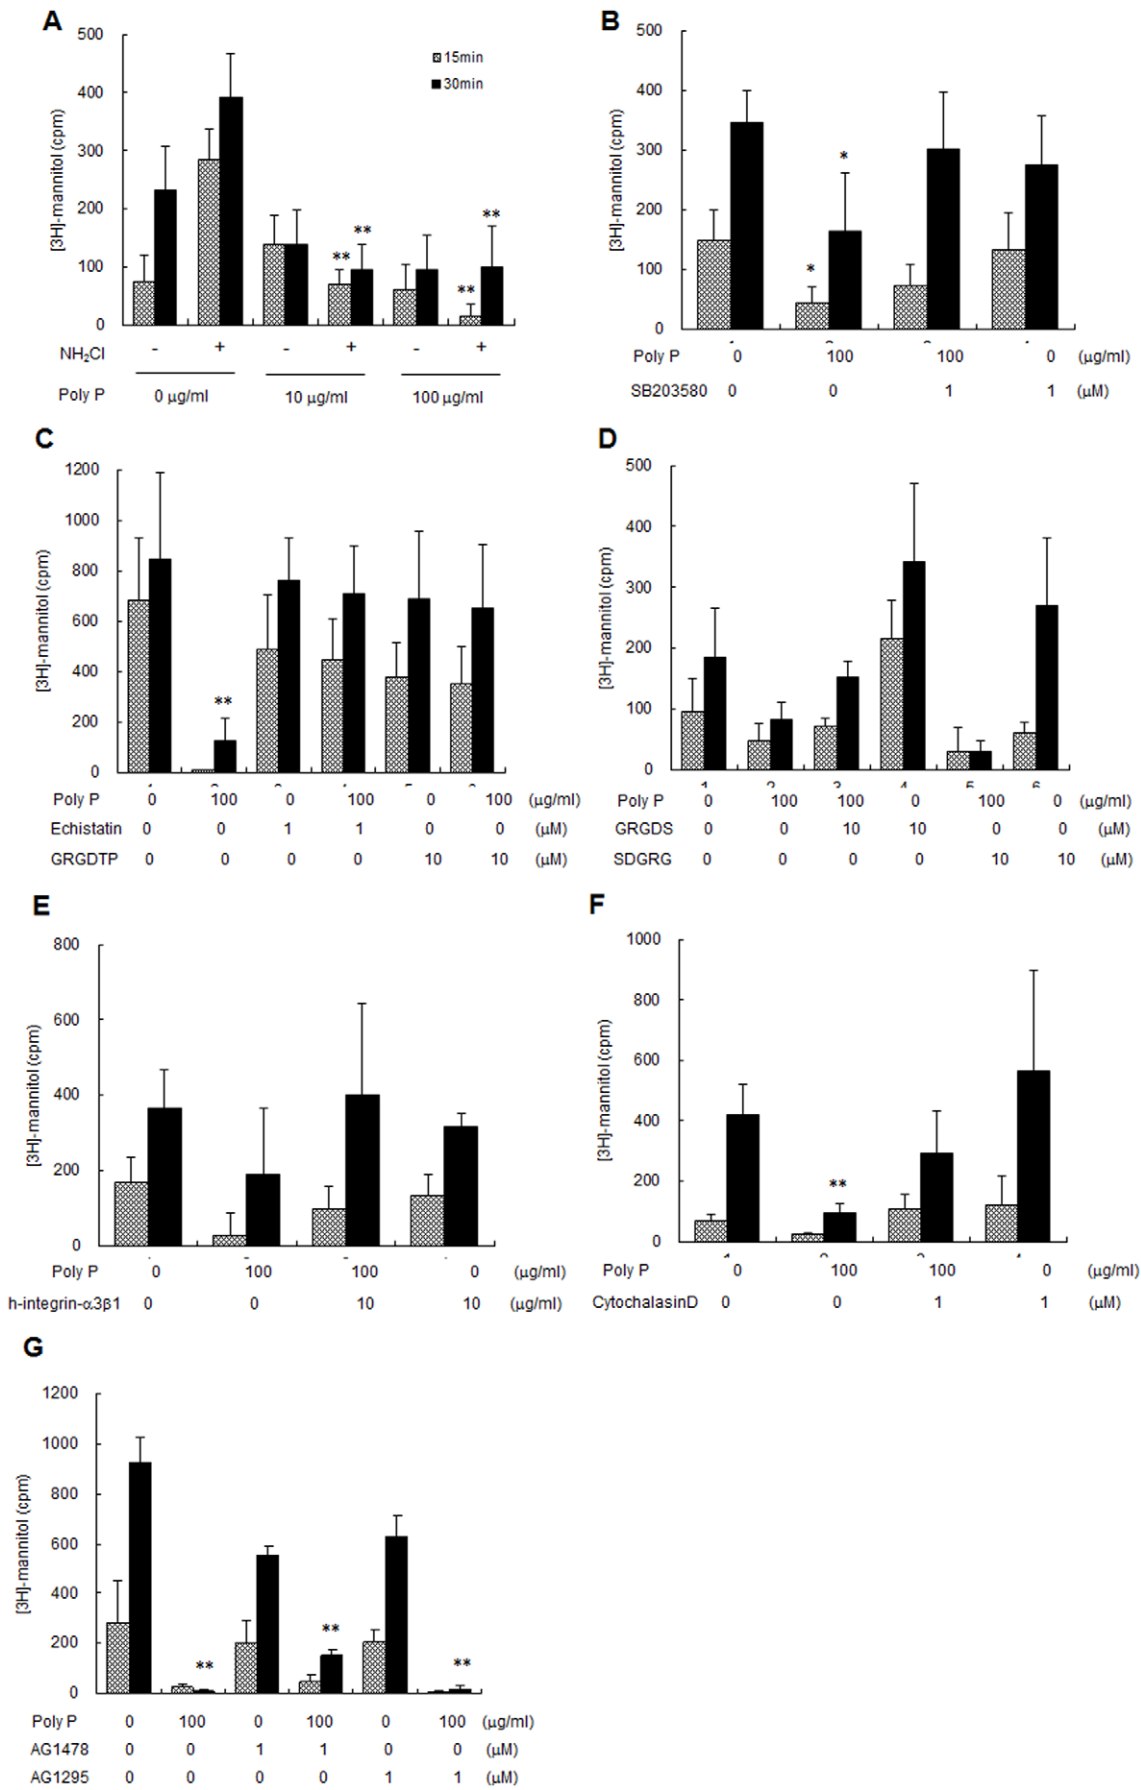 A
500
400
300
200
100
0
[3H]-mannitol (cpm)
15min
30min
** **
** **
NH₂Cl - + - + - +
Poly P 0 μg/ml 10 μg/ml 100 μg/ml
B
500
400
300
200
100
0
[3H]-mannitol (cpm)
* *
Poly P 0 100 100 0 (μg/ml)
SB203580 0 0 1 1 (μM)
C
1200
1000
800
600
400
200
0
[3H]-mannitol (cpm)
**
Poly P 0 100 0 100 0 100 (μg/ml)
Echistatin 0 0 1 1 0 0 (μM)
GRGDTP 0 0 0 0 10 10 (μM)
D
500
400
300
200
100
0
[3H]-mannitol (cpm)
Poly P 0 100 100 0 100 0 (μg/ml)
GRGDS 0 0 10 10 0 0 (μM)
SDGRG 0 0 0 0 10 10 (μM)
E
800
600
400
200
0
[3H]-mannitol (cpm)
Poly P 0 100 100 0 (μg/ml)
h-integrin-α3β1 0 0 10 10 (μg/ml)
F
1000
800
600
400
200
0
[3H]-mannitol (cpm)
**
Poly P 0 100 100 0 (μg/ml)
CytochalasinD 0 0 1 1 (μM)
G
1200
1000
800
600
400
200
0
[3H]-mannitol (cpm)
** ** **
Poly P 0 100 0 100 0 100 (μg/ml)
AG1478 0 0 1 1 0 0 (μM)
AG1295 0 0 0 0 1 1 (μM)